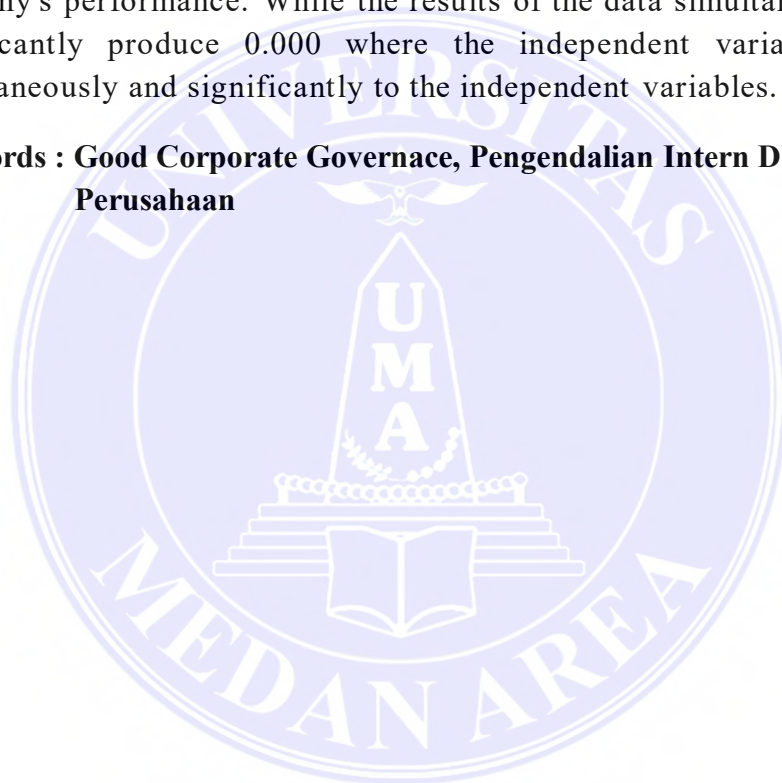 ny's performance. While the results of the data simultan
cantly produce 0.000 where the independent varia
aneously and significantly to the independent variables.
ords : Good Corporate Governace, Pengendalian Intern D
Perusahaan
UNIVERSITAS
U
M
A
MEDAN AREA